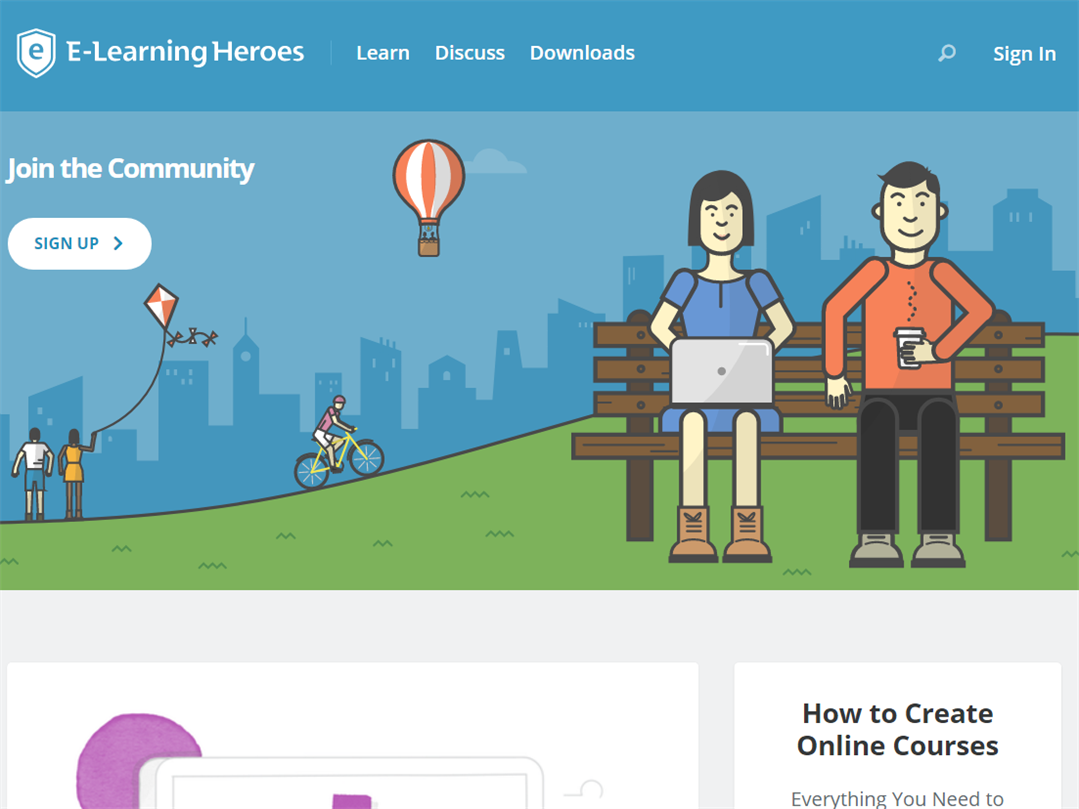 E-Learning Heroes
Learn
Discuss
Downloads
Sign In
Join the Community
SIGN UP
How to Create
Online Courses
Everything You Need to